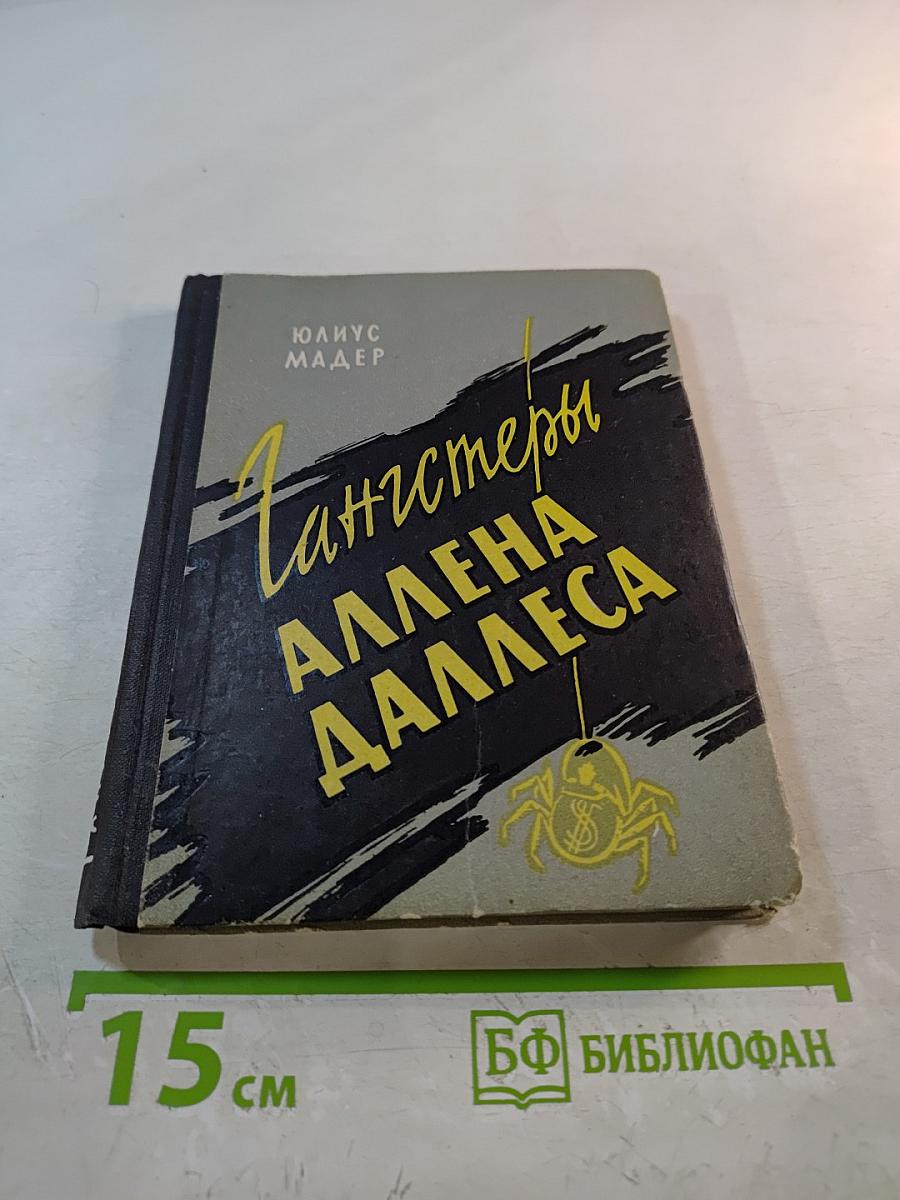 ЮЛИУС
МАДЕР
Гангстеры
АЛЛЕНА
ДАЛЛЕСА
$
15 см
БФ БИБЛИОФАН